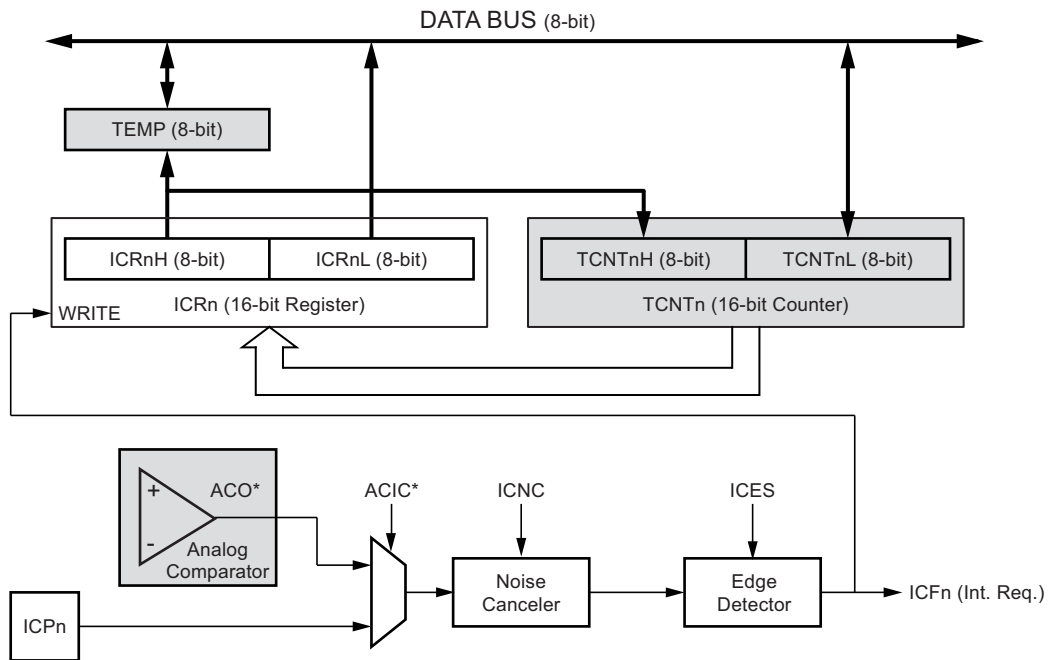 DATA BUS (8-bit)
TEMP (8-bit)
ICRnH (8-bit)
ICRnL (8-bit)
TCNTnH (8-bit)
TCNTnL (8-bit)
ICRn (16-bit Register)
TCNTn (16-bit Counter)
WRITE
+
ACO*
-
Analog
Comparator
ACIC*
ICNC
ICES
Noise
Canceler
Edge
Detector
ICFn (Int. Req.)
ICPn